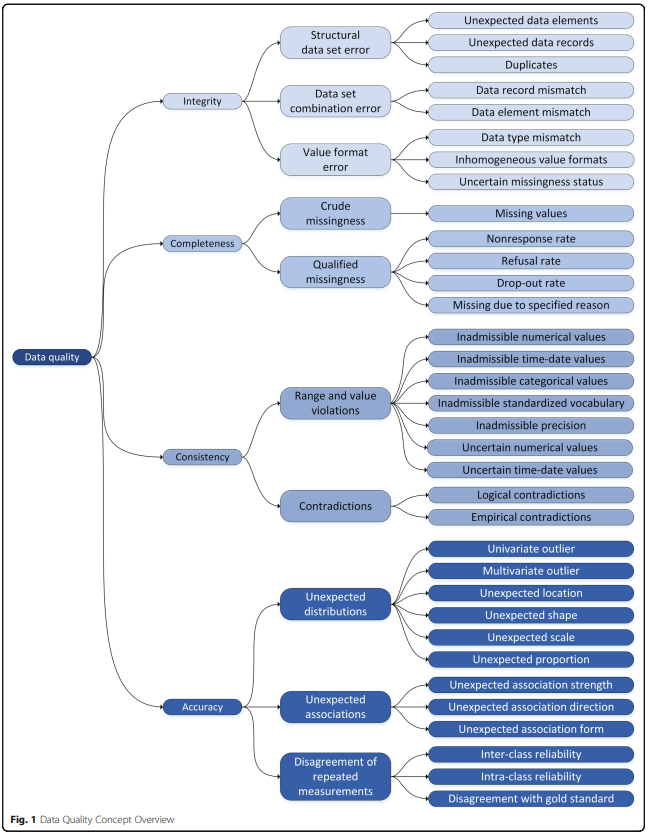 Data quality
Integrity
Structural
data set error
Unexpected data elements
Unexpected data records
Duplicates
Data set
combination error
Data record mismatch
Data element mismatch
Value format
error
Data type mismatch
Inhomogeneous value formats
Uncertain missingness status
Completeness
Crude
missingness
Missing values
Qualified
missingness
Nonresponse rate
Refusal rate
Drop-out rate
Missing due to specified reason
Consistency
Range and value
violations
Inadmissible numerical values
Inadmissible time-date values
Inadmissible categorical values
Inadmissible standardized vocabulary
Inadmissible precision
Uncertain numerical values
Uncertain time-date values
Contradictions
Logical contradictions
Empirical contradictions
Accuracy
Unexpected
distributions
Univariate outlier
Multivariate outlier
Unexpected location
Unexpected shape
Unexpected scale
Unexpected proportion
Unexpected
associations
Unexpected association strength
Unexpected association direction
Unexpected association form
Disagreement of
repeated
measurements
Inter-class reliability
Intra-class reliability
Disagreement with gold standard
Fig. 1 Data Quality Concept Overview